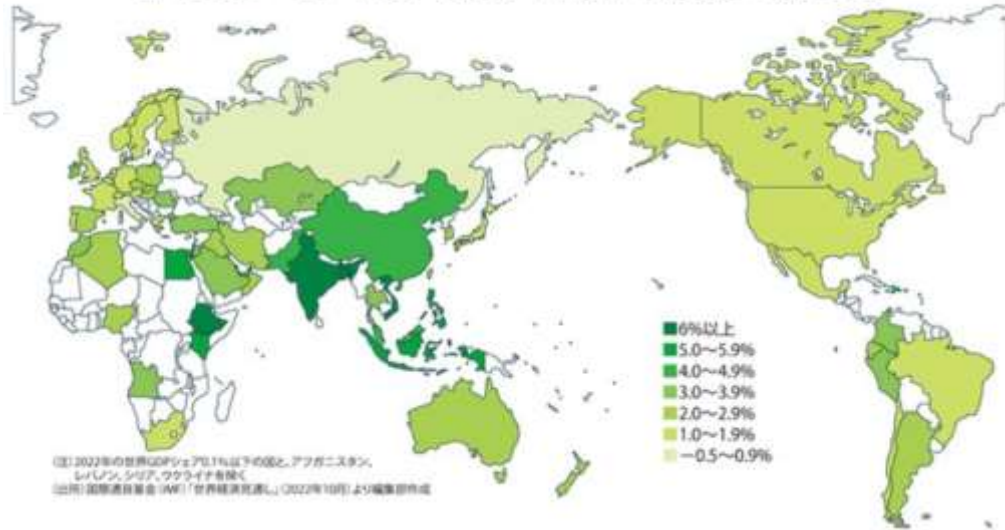 6%以上
5.0〜5.9%
4.0〜4.9%
3.0〜3.9%
2.0〜2.9%
1.0〜1.9%
−0.5〜0.9%
(注)2022年の世界GDPシェア0.1%以下の国と、アフガニスタン、
レバノン、シリア、ウクライナを除く
(出所)国際通貨基金(IMF)「世界経済見通し」(2022年10月)より編集部作成